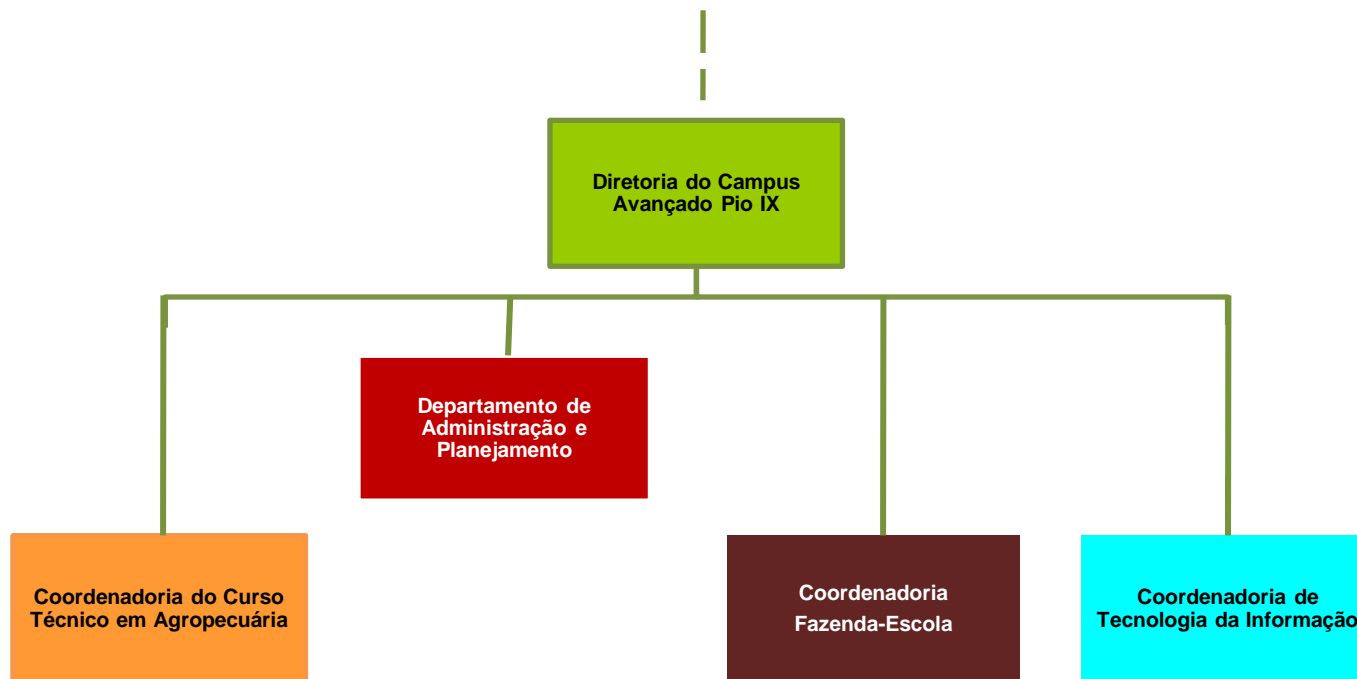 Diretoria do Campus
Avançado Pio IX
Departamento de
Administração e
Planejamento
Coordenadoria do Curso
Técnico em Agropecuária
Coordenadoria
Fazenda-Escola
Coordenadoria de
Tecnologia da Informação